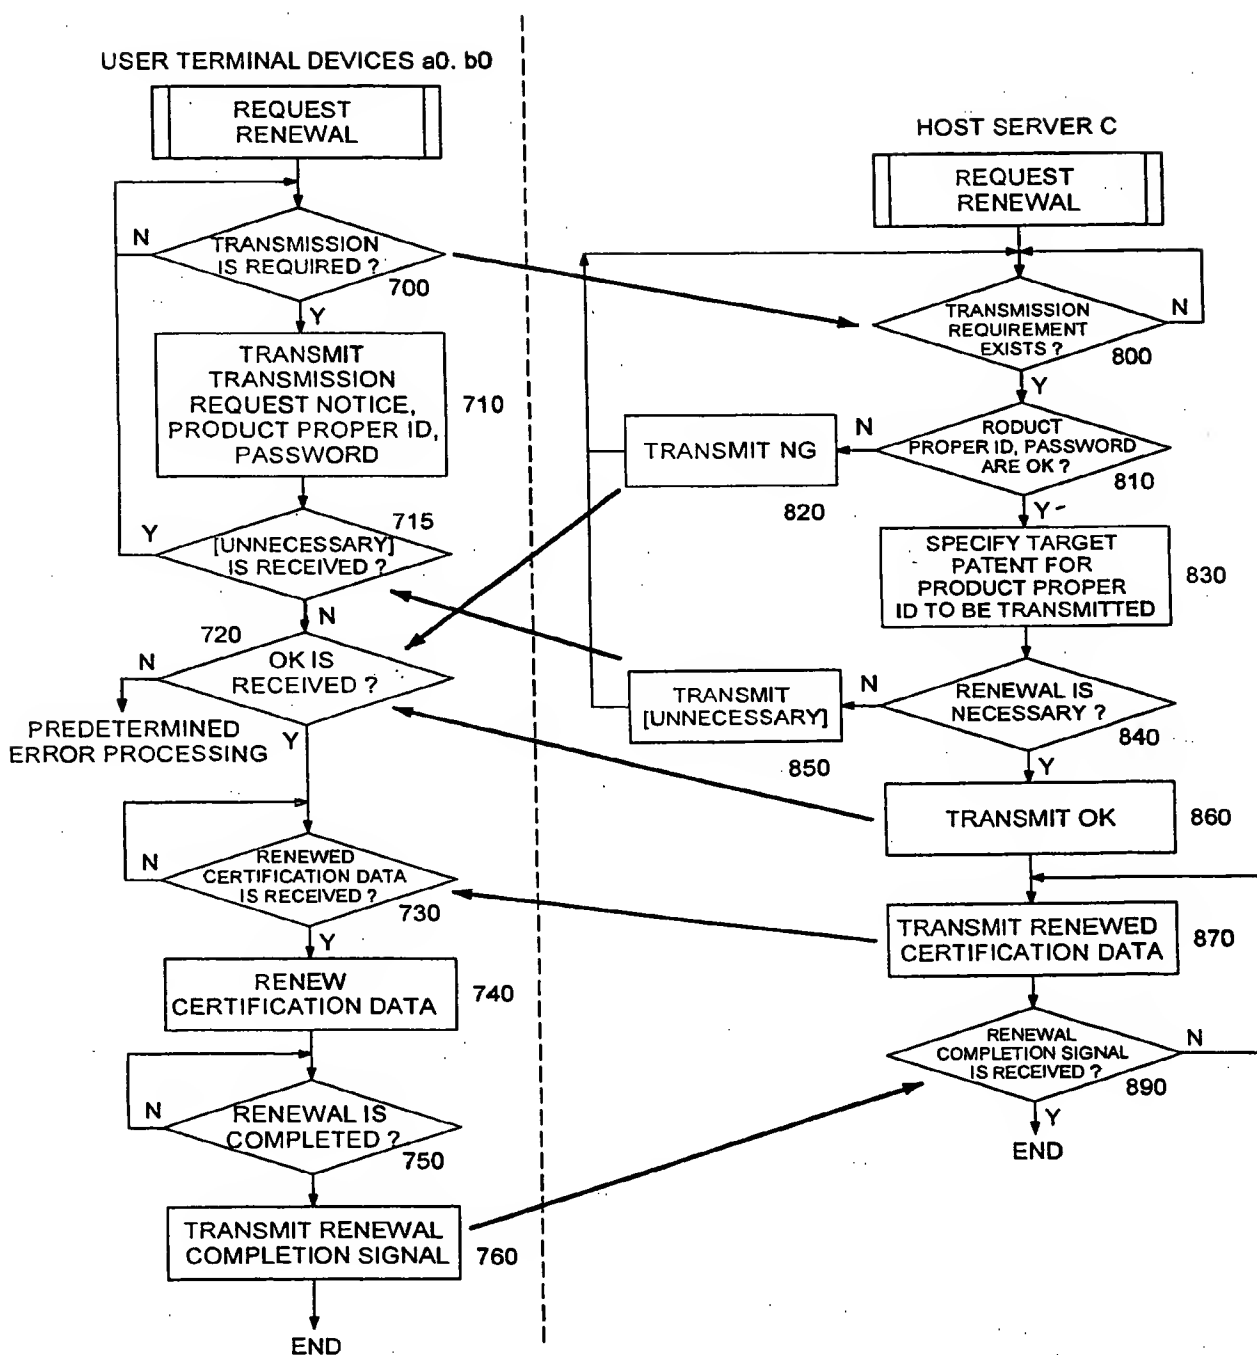 USER TERMINAL DEVICES a0. b0
REQUEST
RENEWAL
N
TRANSMISSION
IS REQUIRED ?
700
Y
TRANSMIT
TRANSMISSION
REQUEST NOTICE,
PRODUCT PROPER ID,
PASSWORD
710
Y
715
[UNNECESSARY]
IS RECEIVED ?
N
720
N
OK IS
RECEIVED ?
PREDETERMINED
ERROR PROCESSING
Y
N
RENEWED
CERTIFICATION DATA
IS RECEIVED ?
730
Y
RENEW
CERTIFICATION DATA
740
N
RENEWAL IS
COMPLETED ?
750
TRANSMIT RENEWAL
COMPLETION SIGNAL
760
END
HOST SERVER C
REQUEST
RENEWAL
TRANSMISSION
REQUIREMENT
EXISTS ?
N
800
Y
RODUCT
PROPER ID, PASSWORD
ARE OK ?
N
810
TRANSMIT NG
820
Y
SPECIFY TARGET
PATENT FOR
PRODUCT PROPER
ID TO BE TRANSMITTED
830
RENEWAL IS
NECESSARY ?
N
840
TRANSMIT
[UNNECESSARY]
850
Y
TRANSMIT OK
860
TRANSMIT RENEWED
CERTIFICATION DATA
870
RENEWAL
COMPLETION SIGNAL
IS RECEIVED ?
N
890
Y
END